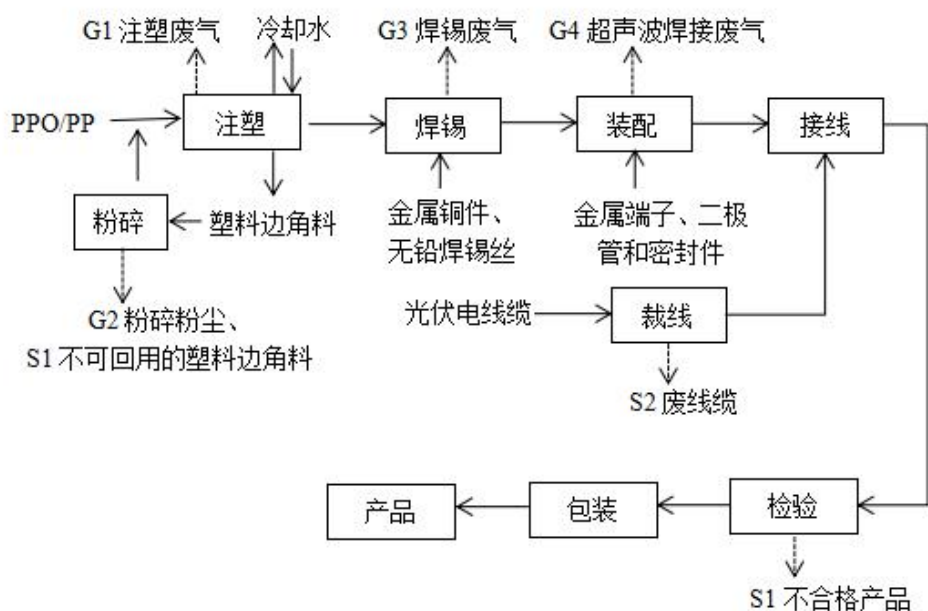 G1 注塑废气
冷却水
G3 焊锡废气
G4 超声波焊接废气
PPO/PP
注塑
焊锡
装配
接线
粉碎
塑料边角料
金属铜件、
无铅焊锡丝
金属端子、二极
管和密封件
G2 粉碎粉尘、
S1 不可回用的塑料边角料
光伏电线缆
裁线
S2 废线缆
产品
包装
检验
S1 不合格产品